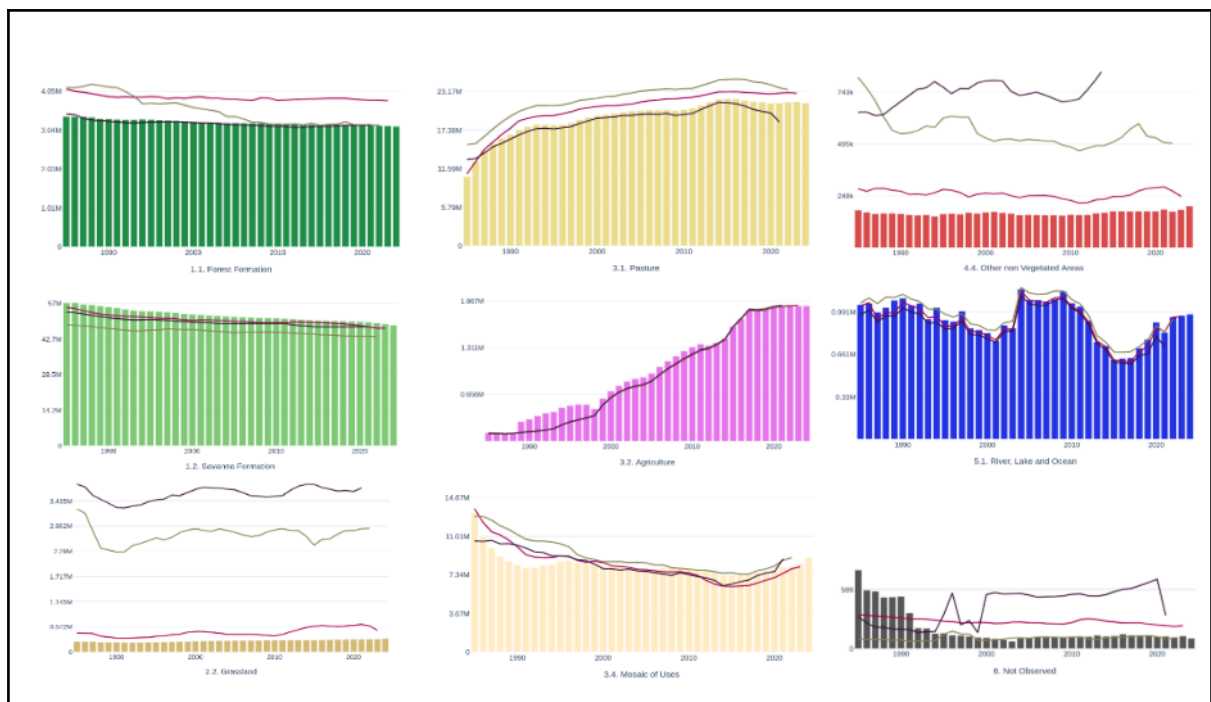 4.05M
3.04M
2.03M
1.01M
0
1990 2000 2010 2020
1.1. Forest Formation
23.17M
17.38M
11.59M
5.79M
0
1990 2000 2010 2020
3.1. Pasture
743k
495k
248k
0
1990 2000 2010 2020
4.4. Other non Vegetated Areas
57M
42.7M
28.5M
14.2M
0
1990 2000 2010 2020
1.2. Savanna Formation
1.967M
1.311M
0.656M
0
1990 2000 2010 2020
3.2. Agriculture
0.991M
0.661M
0.33M
1990 2000 2010 2020
5.1. River, Lake and Ocean
3.435M
2.862M
2.29M
1.717M
1.145M
0.572M
0
1990 2000 2010 2020
2.2. Grassland
14.67M
11.01M
7.34M
3.67M
0
1990 2000 2010 2020
3.4. Mosaic of Uses
0
1990 2000 2010 2020
6. Not Observed